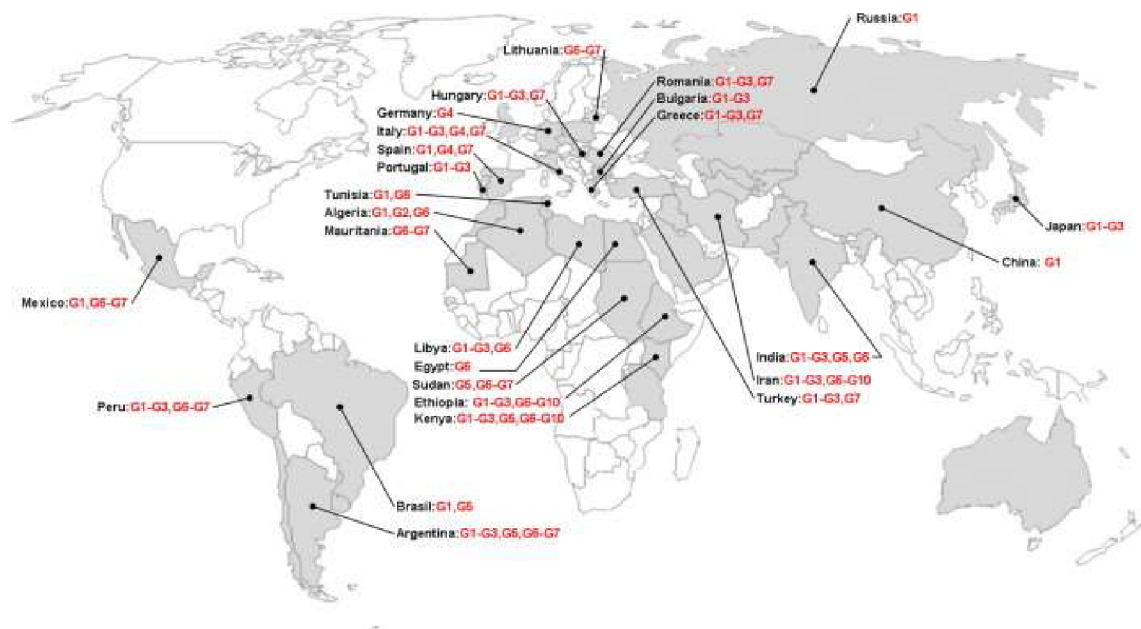 Russia:G1
Lithuania:G6-G7
Hungary:G1-G3,G7
Germany:G4
Italy:G1-G3,G4,G7
Spain:G1,G4,G7
Portugal:G1-G3
Tunisia:G1,G6
Algeria:G1,G2,G6
Mauritania:G6-G7
Romania:G1-G3,G7
Bulgaria:G1-G3
Greece:G1-G3,G7
Japan:G1-G3
China: G1
Mexico:G1,G6-G7
Libya:G1-G3,G6
Egypt:G6
Sudan:G5,G6-G7
Ethiopia: G1-G3,G6-G10
Kenya:G1-G3,G5,G6-G10
India:G1-G3,G5,G6
Iran:G1-G3,G6-G10
Turkey:G1-G3,G7
Peru:G1-G3,G6-G7
Brasil:G1,G5
Argentina:G1-G3,G5,G6-G7